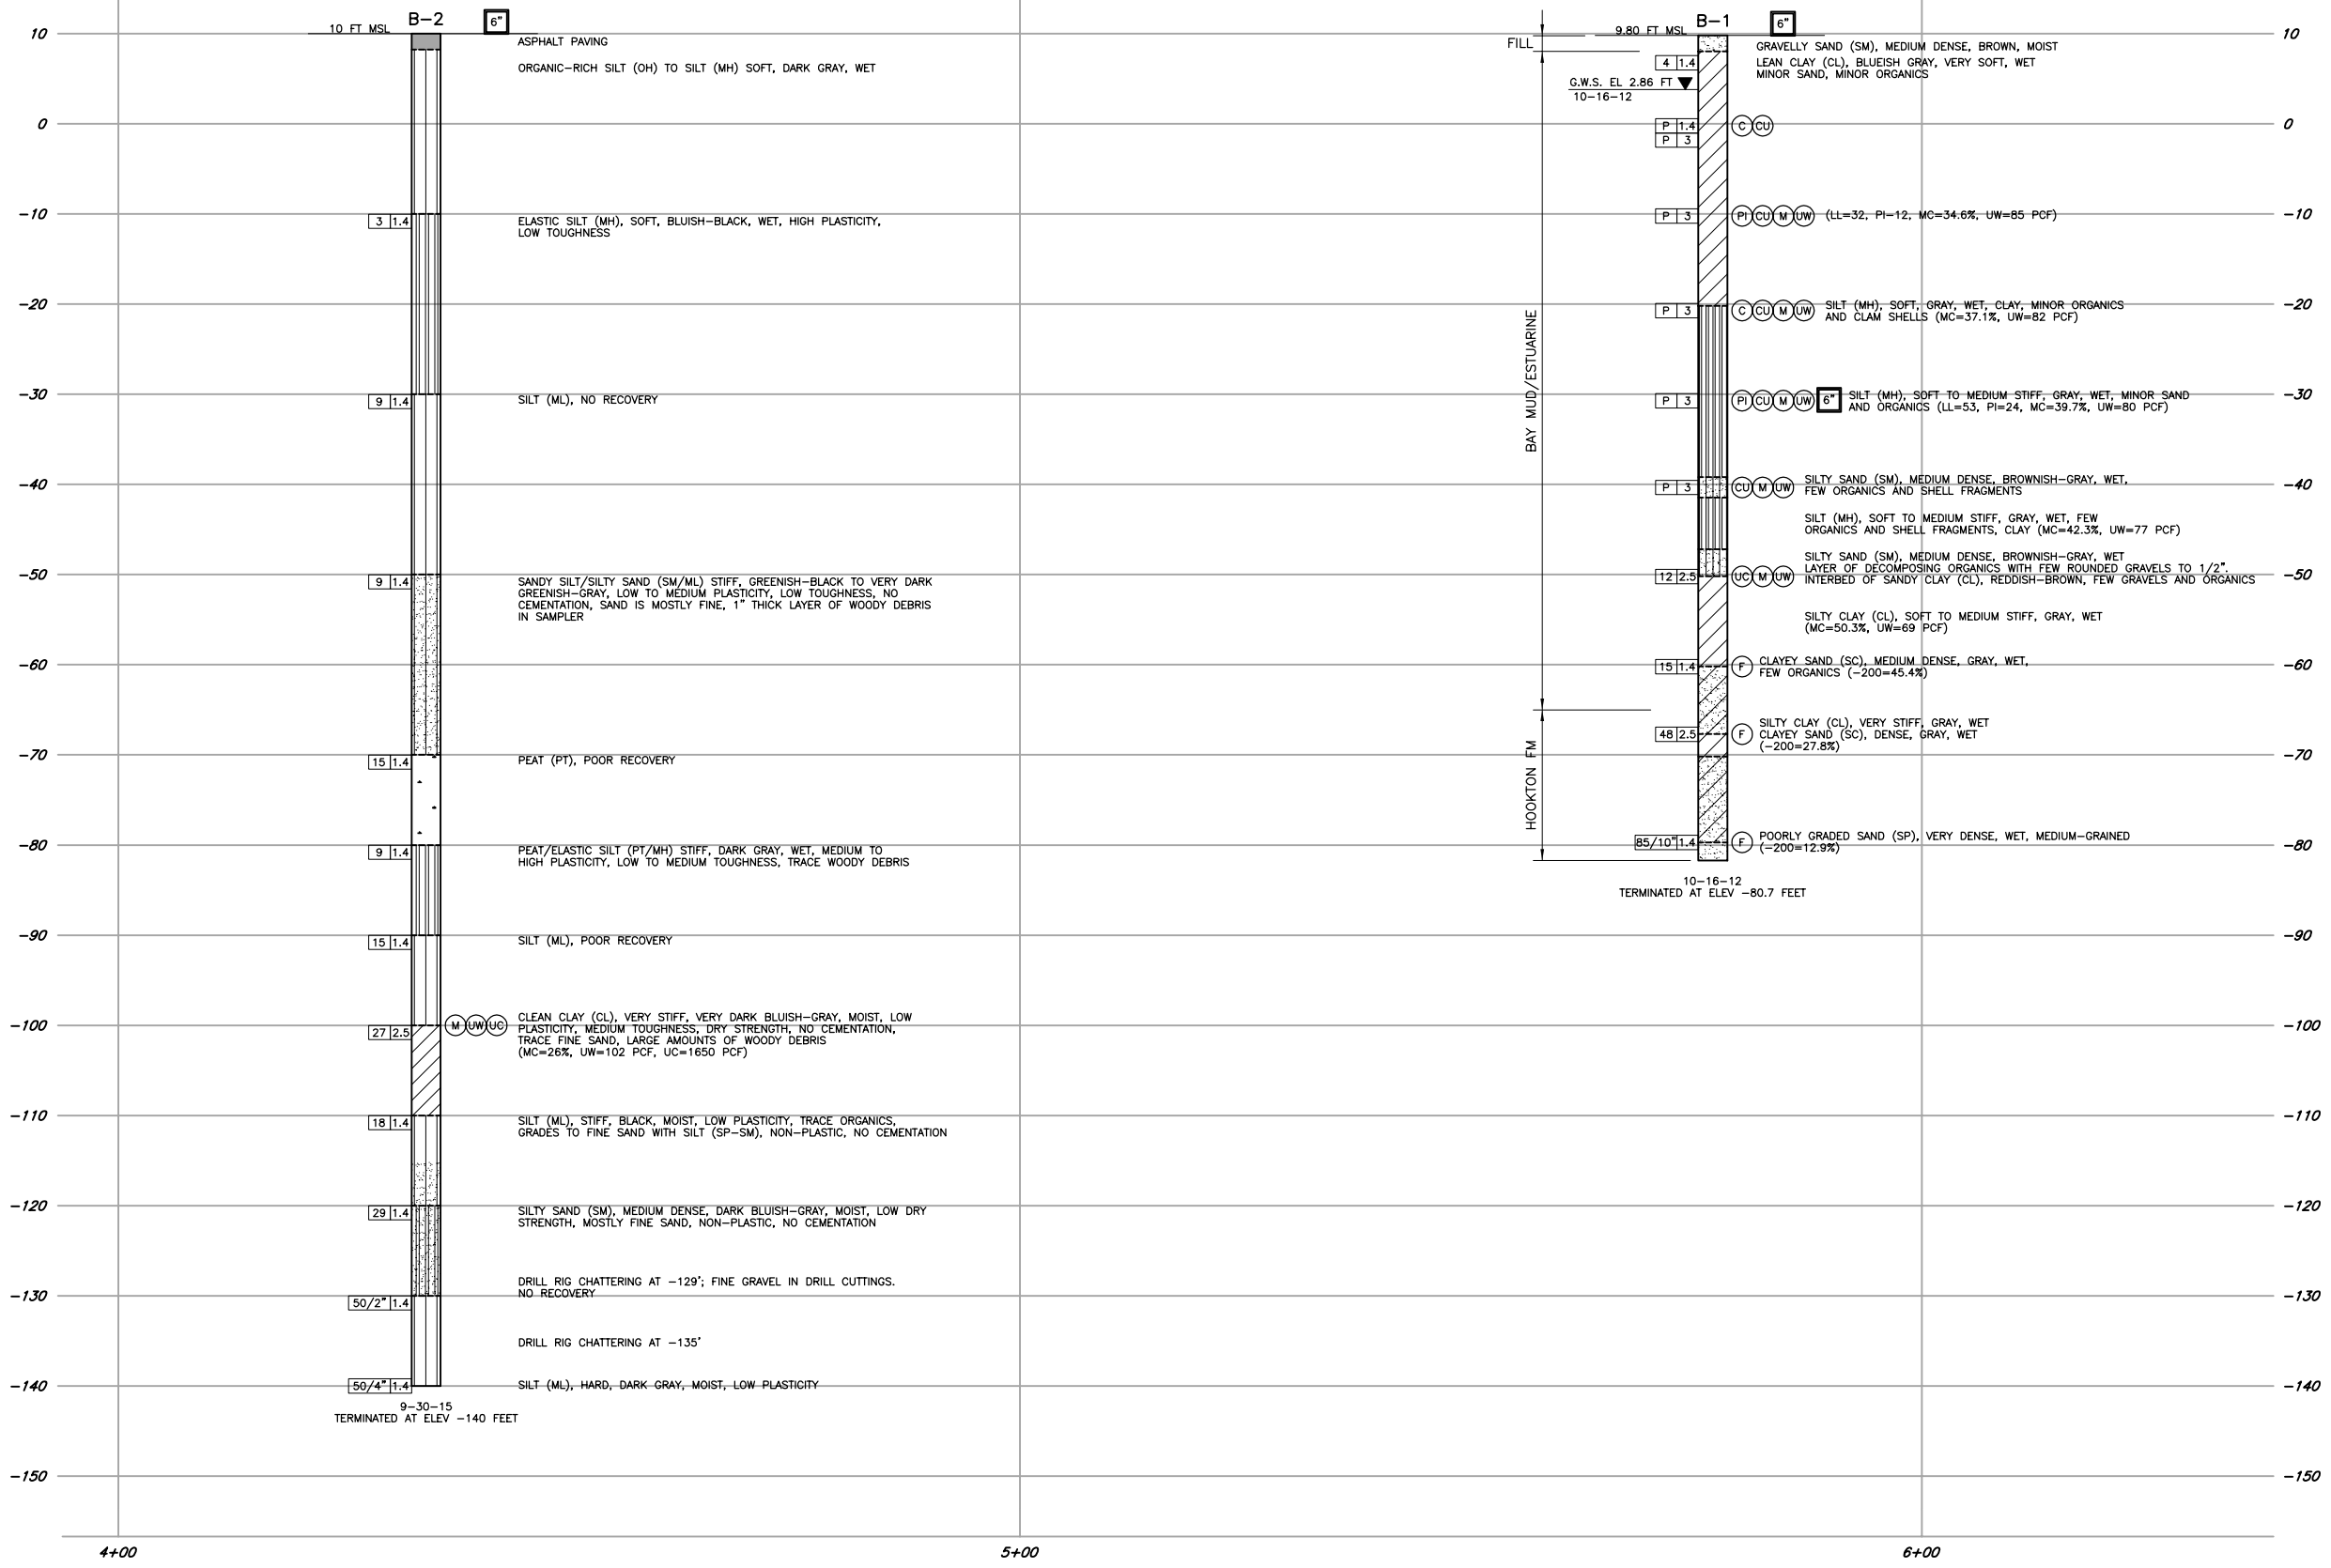 B-2
6"
10 FT MSL
ASPHALT PAVING
ORGANIC-RICH SILT (OH) TO SILT (MH) SOFT, DARK GRAY, WET
3 1.4
ELASTIC SILT (MH), SOFT, BLUISH-BLACK, WET, HIGH PLASTICITY,
LOW TOUGHNESS
9 1.4
SILT (ML), NO RECOVERY
9 1.4
SANDY SILT/SILTY SAND (SM/ML) STIFF, GREENISH-BLACK TO VERY DARK
GREENISH-GRAY, LOW TO MEDIUM PLASTICITY, LOW TOUGHNESS, NO
CEMENTATION, SAND IS MOSTLY FINE, 1" THICK LAYER OF WOODY DEBRIS
IN SAMPLER
15 1.4
PEAT (PT), POOR RECOVERY
9 1.4
PEAT/ELASTIC SILT (PT/MH) STIFF, DARK GRAY, WET, MEDIUM TO
HIGH PLASTICITY, LOW TO MEDIUM TOUGHNESS, TRACE WOODY DEBRIS
15 1.4
SILT (ML), POOR RECOVERY
27 2.5
M UW UC
CLEAN CLAY (CL), VERY STIFF, VERY DARK BLUISH-GRAY, MOIST, LOW
PLASTICITY, MEDIUM TOUGHNESS, DRY STRENGTH, NO CEMENTATION,
TRACE FINE SAND, LARGE AMOUNTS OF WOODY DEBRIS
(MC=26%, UW=102 PCF, UC=1650 PCF)
18 1.4
SILT (ML), STIFF, BLACK, MOIST, LOW PLASTICITY, TRACE ORGANICS,
GRADES TO FINE SAND WITH SILT (SP-SM), NON-PLASTIC, NO CEMENTATION
29 1.4
SILTY SAND (SM), MEDIUM DENSE, DARK BLUISH-GRAY, MOIST, LOW DRY
STRENGTH, MOSTLY FINE SAND, NON-PLASTIC, NO CEMENTATION
DRILL RIG CHATTERING AT -129'; FINE GRAVEL IN DRILL CUTTINGS.
NO RECOVERY
50/2" 1.4
DRILL RIG CHATTERING AT -135'
50/4" 1.4
SILT (ML), HARD, DARK GRAY, MOIST, LOW PLASTICITY
9-30-15
TERMINATED AT ELEV -140 FEET
B-1
6"
9.80 FT MSL
FILL
GRAVELLY SAND (SM), MEDIUM DENSE, BROWN, MOIST
4 1.4
LEAN CLAY (CL), BLUEISH GRAY, VERY SOFT, WET
MINOR SAND, MINOR ORGANICS
G.W.S. EL 2.86 FT
10-16-12
P 1.4
C CU
P 3
P 3
PI CU M UW
(LL=32, PI-12, MC=34.6%, UW=85 PCF)
P 3
C CU M UW
SILT (MH), SOFT, GRAY, WET, CLAY, MINOR ORGANICS
AND CLAM SHELLS (MC=37.1%, UW=82 PCF)
BAY MUD/ESTUARINE
P 3
PI CU M UW 6"
SILT (MH), SOFT TO MEDIUM STIFF, GRAY, WET, MINOR SAND
AND ORGANICS (LL=53, PI=24, MC=39.7%, UW=80 PCF)
P 3
CU M UW
SILTY SAND (SM), MEDIUM DENSE, BROWNISH-GRAY, WET,
FEW ORGANICS AND SHELL FRAGMENTS
SILT (MH), SOFT TO MEDIUM STIFF, GRAY, WET, FEW
ORGANICS AND SHELL FRAGMENTS, CLAY (MC=42.3%, UW=77 PCF)
12 2.5
UC M UW
SILTY SAND (SM), MEDIUM DENSE, BROWNISH-GRAY, WET
LAYER OF DECOMPOSING ORGANICS WITH FEW ROUNDED GRAVELS TO 1/2".
INTERBED OF SANDY CLAY (CL), REDDISH-BROWN, FEW GRAVELS AND ORGANICS
SILTY CLAY (CL), SOFT TO MEDIUM STIFF, GRAY, WET
(MC=50.3%, UW=69 PCF)
15 1.4
F
CLAYEY SAND (SC), MEDIUM DENSE, GRAY, WET,
FEW ORGANICS (-200=45.4%)
48 2.5
F
SILTY CLAY (CL), VERY STIFF, GRAY, WET
CLAYEY SAND (SC), DENSE, GRAY, WET
(-200=27.8%)
HOOKTON FM
85/10" 1.4
F
POORLY GRADED SAND (SP), VERY DENSE, WET, MEDIUM-GRAINED
(-200=12.9%)
10-16-12
TERMINATED AT ELEV -80.7 FEET
10
0
-10
-20
-30
-40
-50
-60
-70
-80
-90
-100
-110
-120
-130
-140
-150
10
0
-10
-20
-30
-40
-50
-60
-70
-80
-90
-100
-110
-120
-130
-140
-150
4+00
5+00
6+00